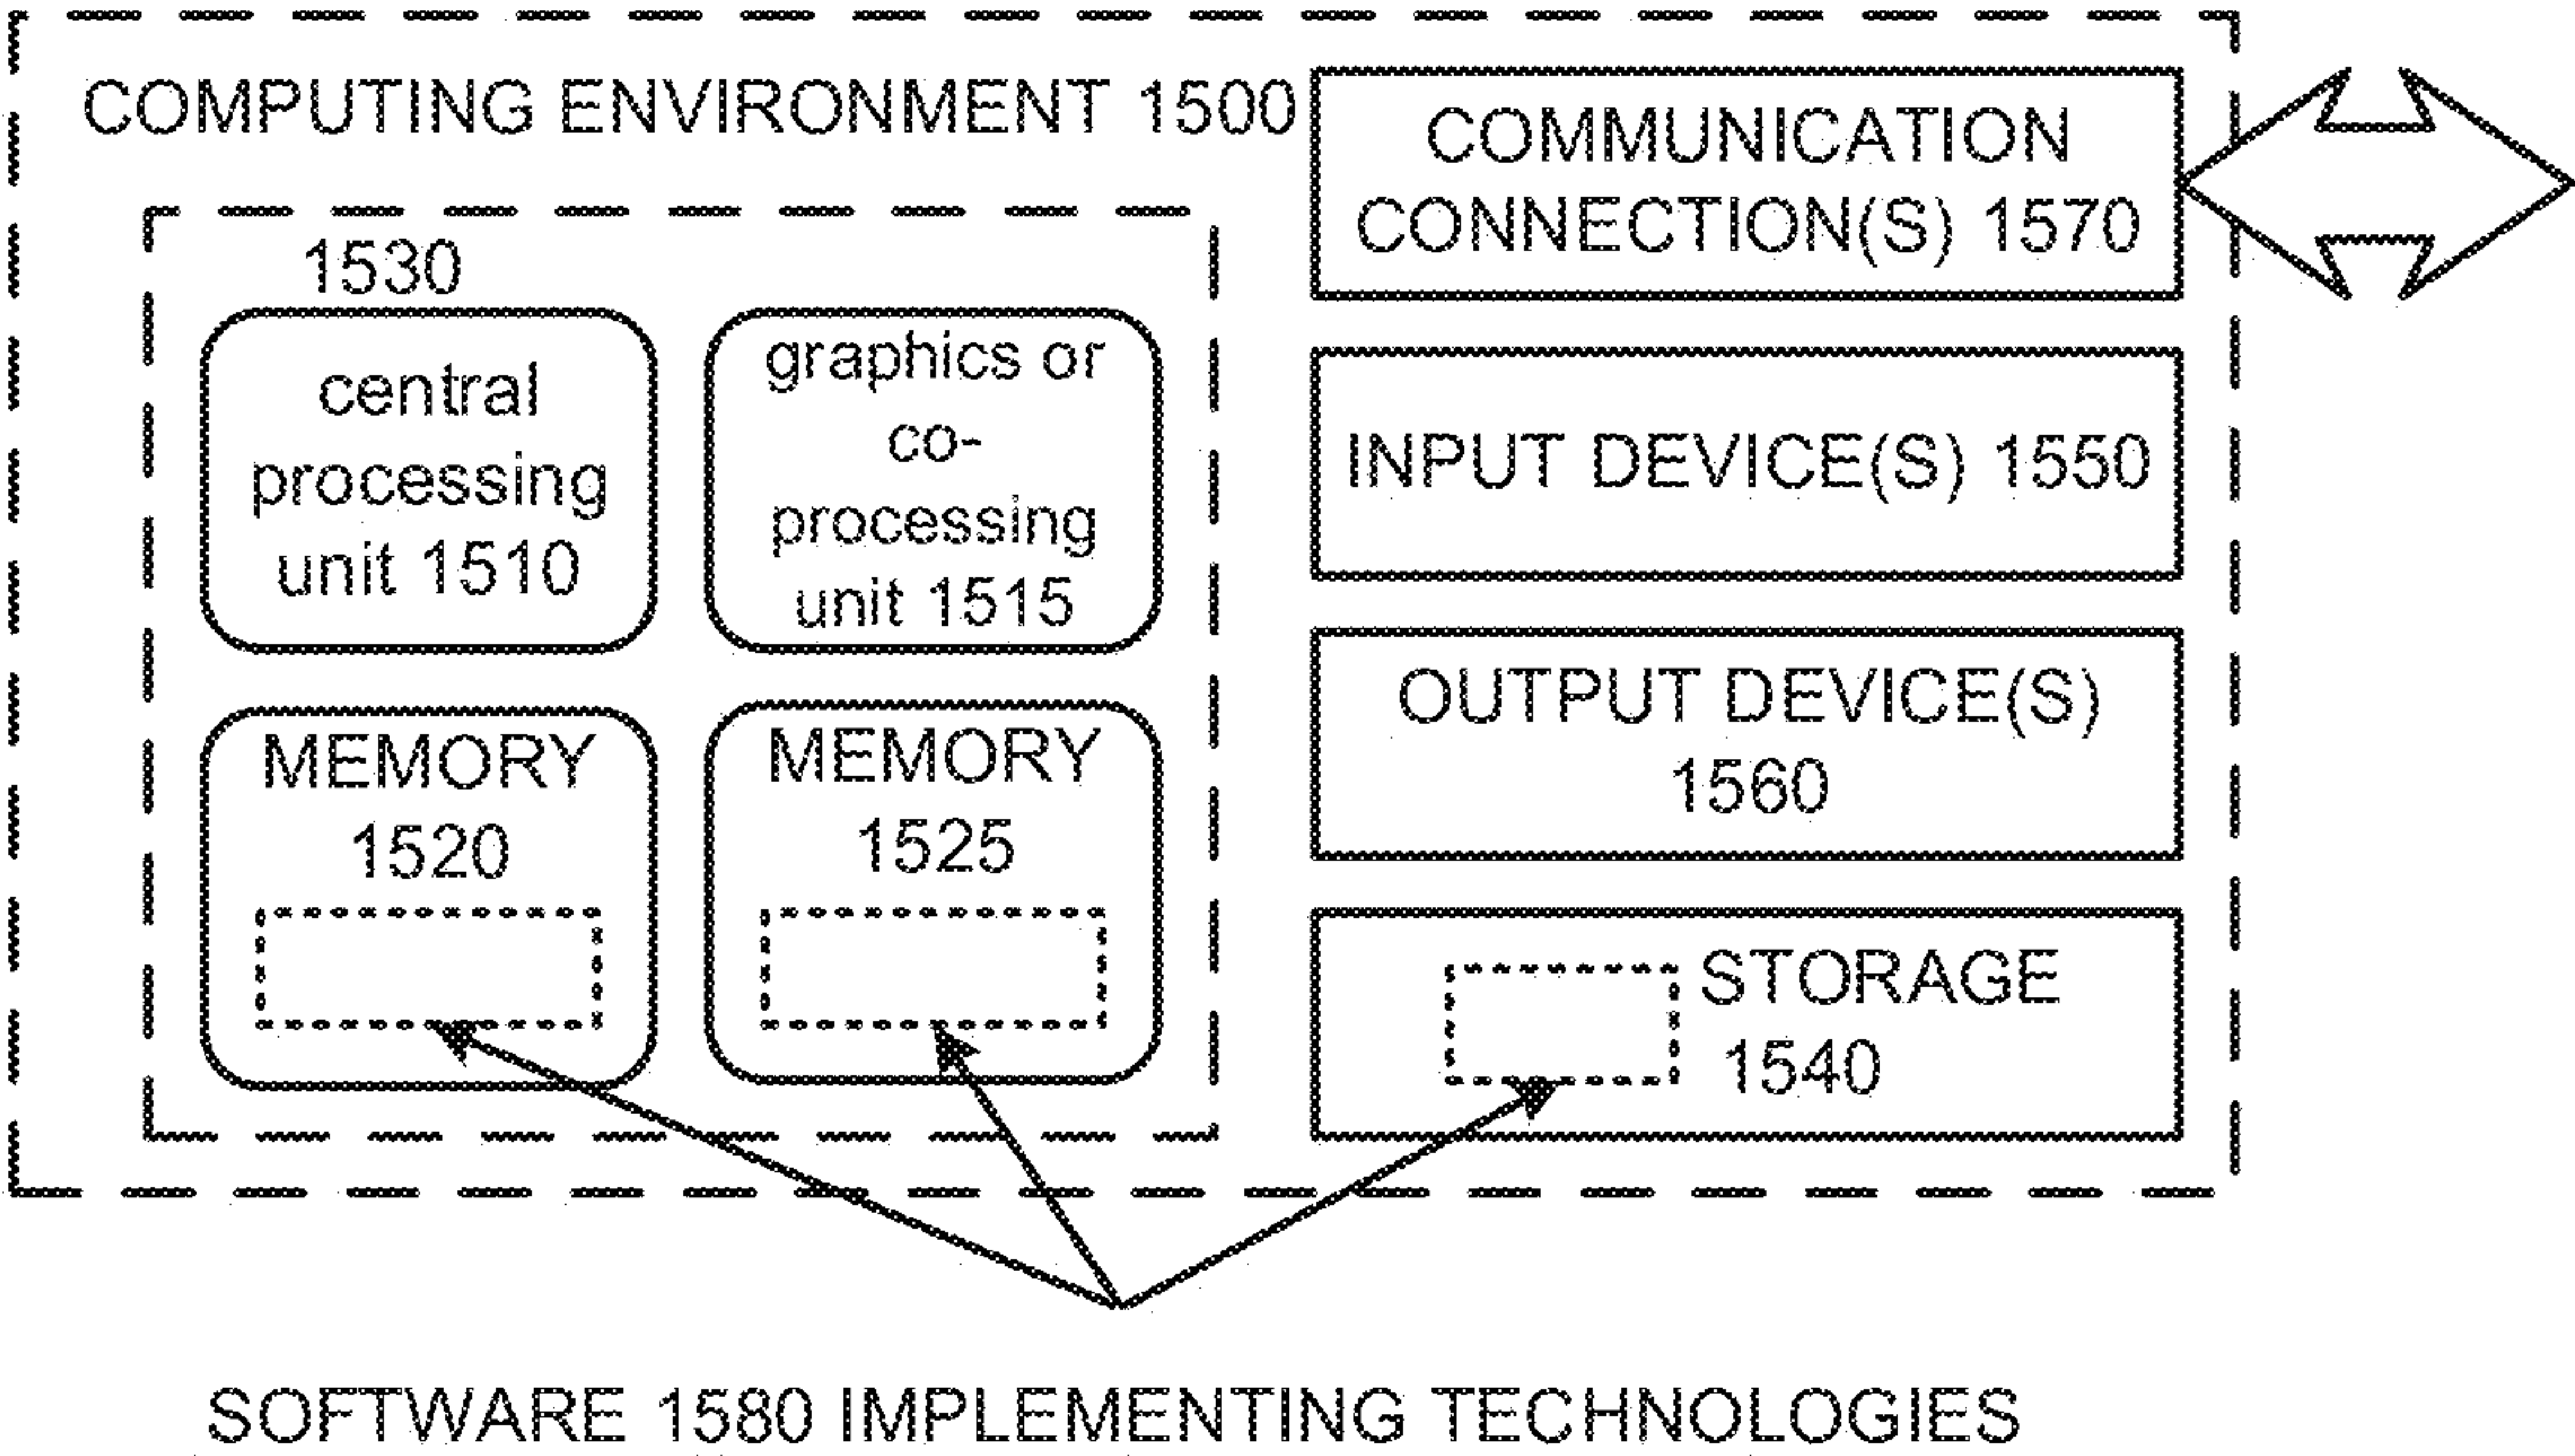 COMPUTING ENVIRONMENT 1500
1530
central
processing
unit 1510
graphics or
co-
processing
unit 1515
MEMORY
1520
MEMORY
1525
COMMUNICATION
CONNECTION(S) 1570
INPUT DEVICE(S) 1550
OUTPUT DEVICE(S)
1560
STORAGE
1540
SOFTWARE 1580 IMPLEMENTING TECHNOLOGIES